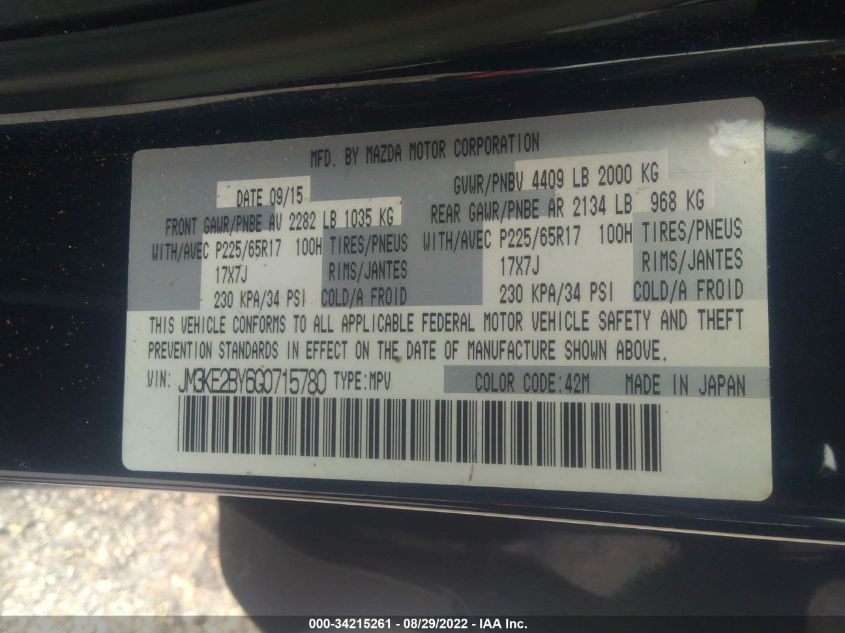 MFD. BY MAZDA MOTOR CORPORATION
DATE 09/15 GVWR/PNBV 4409 LB 2000 KG
FRONT GAWR/PNBE AV 2282 LB 1035 KG REAR GAWR/PNBE AR 2134 LB 968 KG
WITH/AVEC P225/65R17 100H TIRES/PNEUS WITH/AVEC P225/65R17 100H TIRES/PNEUS
17X7J RIMS/JANTES 17X7J RIMS/JANTES
230 KPA/34 PSI COLD/A FROID 230 KPA/34 PSI COLD/A FROID
THIS VEHICLE CONFORMS TO ALL APPLICABLE FEDERAL MOTOR VEHICLE SAFETY AND THEFT
PREVENTION STANDARDS IN EFFECT ON THE DATE OF MANUFACTURE SHOWN ABOVE.
VIN: JM3KE2BY6G0715780 TYPE:MPV COLOR CODE:42M MADE IN JAPAN
000-34215261 - 08/29/2022 - IAA Inc.